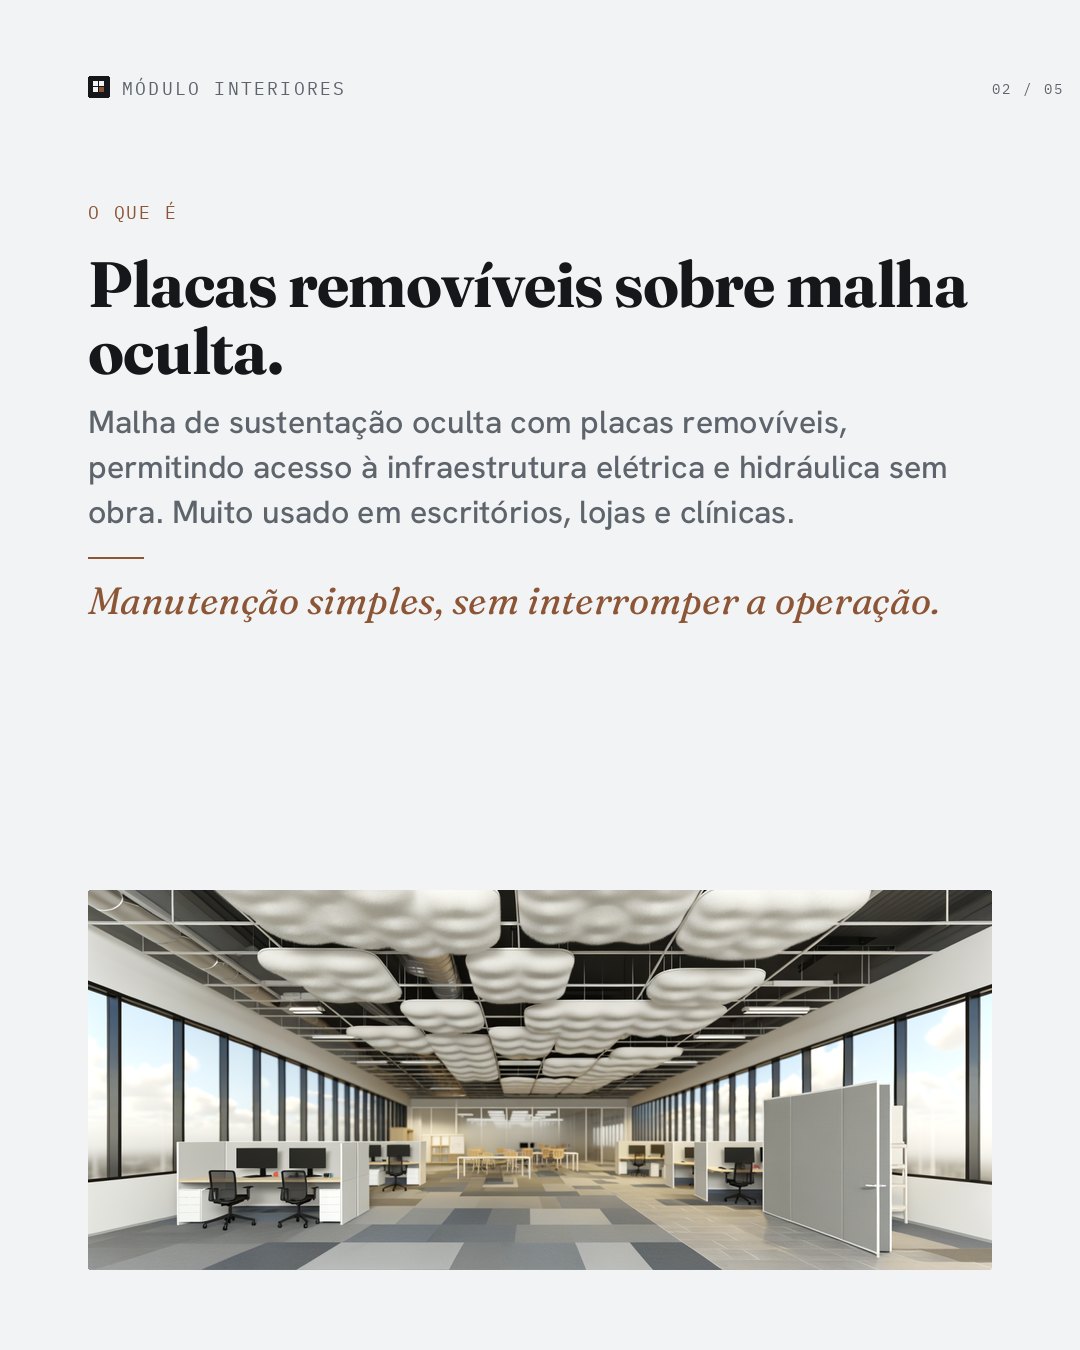 MÓDULO INTERIORES
02 / 05
O QUE É
Placas removíveis sobre malha
oculta.
Malha de sustentação oculta com placas removíveis,
permitindo acesso à infraestrutura elétrica e hidráulica sem
obra. Muito usado em escritórios, lojas e clínicas.
Manutenção simples, sem interromper a operação.